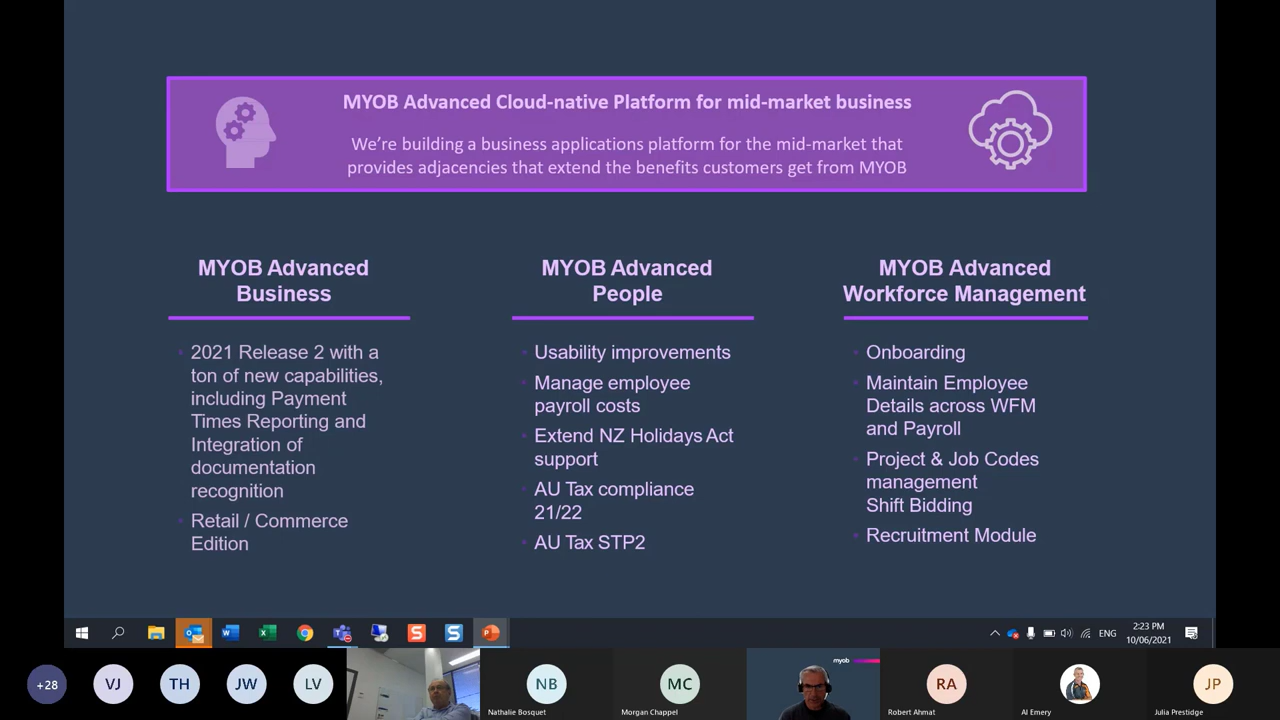 MYOB Advanced Cloud-native Platform for mid-market business
We're building a business applications platform for the mid-market that
provides adjacencies that extend the benefits customers get from MYOB
MYOB Advanced
Business
2021 Release 2 with a
ton of new capabilities,
including Payment
Times Reporting and
Integration of
documentation
recognition
Retail / Commerce
Edition
MYOB Advanced
People
Usability improvements
Manage employee
payroll costs
Extend NZ Holidays Act
support
AU Tax compliance
21/22
AU Tax STP2
MYOB Advanced
Workforce Management
Onboarding
Maintain Employee
Details across WFM
and Payroll
Project & Job Codes
management
Shift Bidding
Recruitment Module
ENG
2:23 PM
10/06/2021
+28
VJ
TH
JW
LV
NB
Nathalie Bosquet
MC
Morgan Chappel
myob
RA
Robert Ahmat
Al Emery
JP
Julia Prestidge